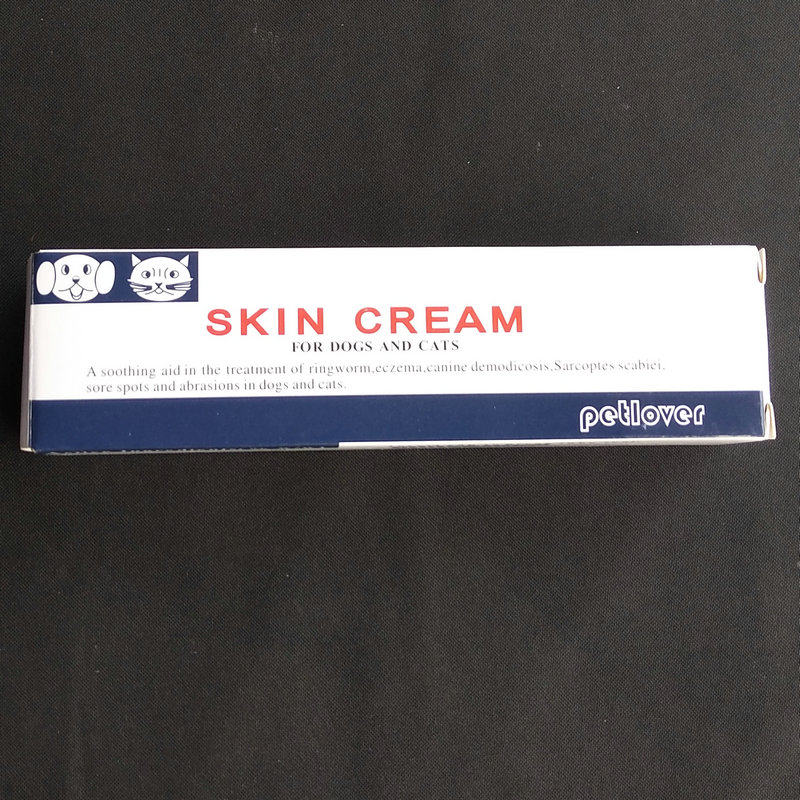 SKIN CREAM
FOR DOGS AND CATS
A soothing aid in the treatment of ringworm,eczema,canine demodicosis,Sarcoptes scabiei,
sore spots and abrasions in dogs and cats.
petlover